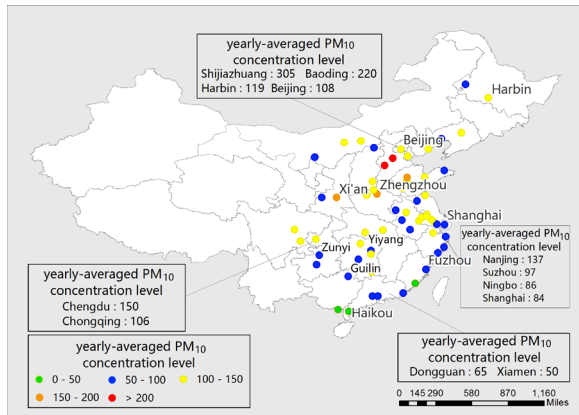 yearly-averaged PM₁₀
concentration level
Shijiazhuang : 305 Baoding : 220
Harbin : 119 Beijing : 108
Harbin
Beijing
Xi'an
Zhengzhou
Shanghai
Zunyi
Yiyang
Guilin
Fuzhou
Haikou
yearly-averaged PM₁₀
concentration level
Nanjing : 137
Suzhou : 97
Ningbo : 86
Shanghai : 84
yearly-averaged PM₁₀
concentration level
Chengdu : 150
Chongqing : 106
yearly-averaged PM₁₀
concentration level
Dongguan : 65 Xiamen : 50
yearly-averaged PM₁₀
concentration level
0 - 50 50 - 100 100 - 150
150 - 200 > 200
0 145 290 580 870 1,160
Miles